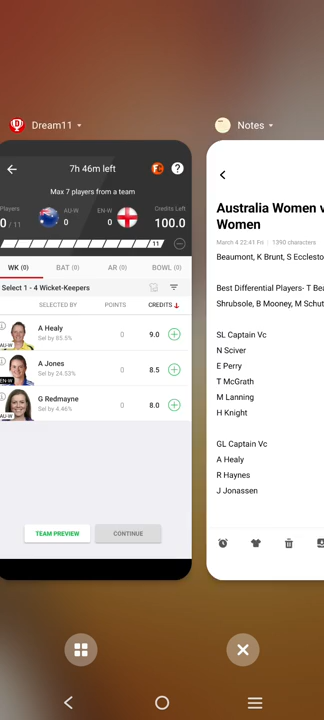 Dream11
Notes
7h 46m left
Max 7 players from a team
Players
AU-W
EN-W
Credits Left
0 / 11
0
0
100.0
11
WK (0)
BAT (0)
AR (0)
BOWL (0)
Select 1 - 4 Wicket-Keepers
SELECTED BY
POINTS
CREDITS
A Healy
Sel by 85.5%
0
9.0
AU-W
A Jones
Sel by 24.53%
0
8.5
EN-W
G Redmayne
Sel by 4.46%
0
8.0
AU-W
TEAM PREVIEW
CONTINUE
Australia Women v
Women
March 4 22:41 Fri | 1390 characters
Beaumont, K Brunt, S Ecclesto
Best Differential Players- T Be
Shrubsole, B Mooney, M Schut
SL Captain Vc
N Sciver
E Perry
T McGrath
M Lanning
H Knight
GL Captain Vc
A Healy
R Haynes
J Jonassen